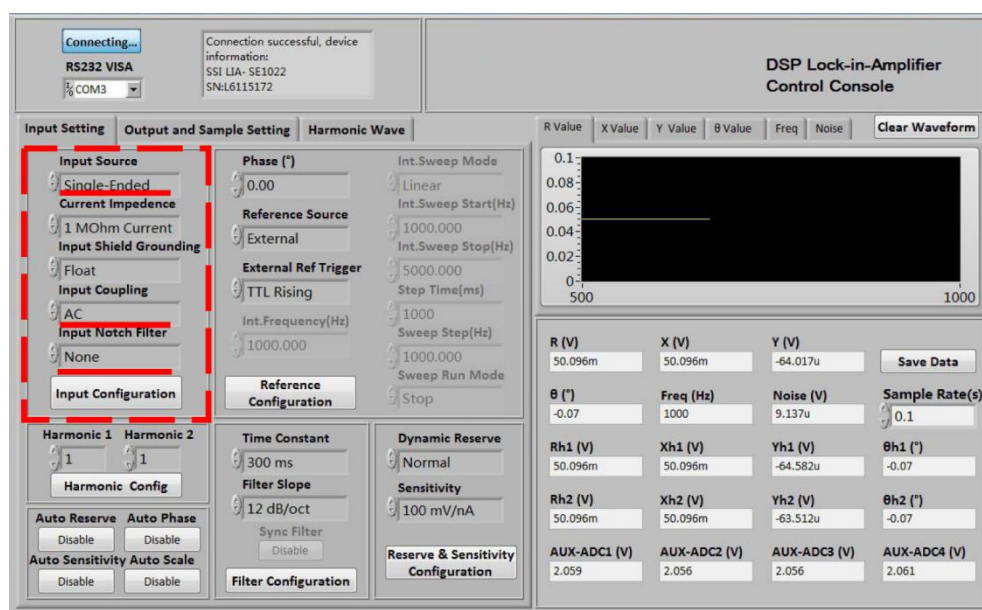 Connecting...
RS232 VISA
COM3
Connection successful, device
information:
SSI LIA- SE1022
SN:L6115172
DSP Lock-in-Amplifier
Control Console
Input Setting
Output and Sample Setting
Harmonic Wave
Input Source
Single-Ended
Current Impedence
1 MOhm Current
Input Shield Grounding
Float
Input Coupling
AC
Input Notch Filter
None
Input Configuration
Phase (°)
0.00
Reference Source
External
External Ref Trigger
TTL Rising
Int.Frequency(Hz)
1000.000
Reference
Configuration
Int.Sweep Mode
Linear
Int.Sweep Start(Hz)
1000.000
Int.Sweep Stop(Hz)
5000.000
Step Time(ms)
1000
Sweep Step(Hz)
1000.000
Sweep Run Mode
Stop
Harmonic 1 Harmonic 2
1 1
Harmonic Config
Auto Reserve Auto Phase
Disable Disable
Auto Sensitivity Auto Scale
Disable Disable
Time Constant
300 ms
Filter Slope
12 dB/oct
Sync Filter
Disable
Filter Configuration
Dynamic Reserve
Normal
Sensitivity
100 mV/nA
Reserve & Sensitivity
Configuration
R Value X Value Y Value θ Value Freq Noise Clear Waveform
0.1
0.08
0.06
0.04
0.02
0
500 1000
R (V) X (V) Y (V)
50.096m 50.096m -64.017u Save Data
θ (°) Freq (Hz) Noise (V) Sample Rate(s)
-0.07 1000 9.137u 0.1
Rh1 (V) Xh1 (V) Yh1 (V) θh1 (°)
50.096m 50.096m -64.582u -0.07
Rh2 (V) Xh2 (V) Yh2 (V) θh2 (°)
50.096m 50.096m -63.512u -0.07
AUX-ADC1 (V) AUX-ADC2 (V) AUX-ADC3 (V) AUX-ADC4 (V)
2.059 2.056 2.056 2.061